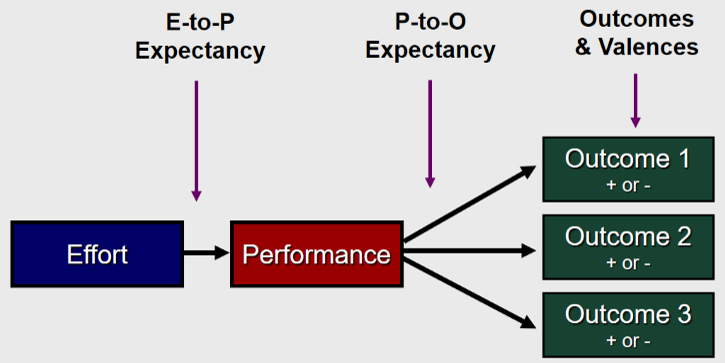 E-to-P
Expectancy
P-to-O
Expectancy
Outcomes
& Valences
Effort
Performance
Outcome 1
+ or -
Outcome 2
+ or -
Outcome 3
+ or -